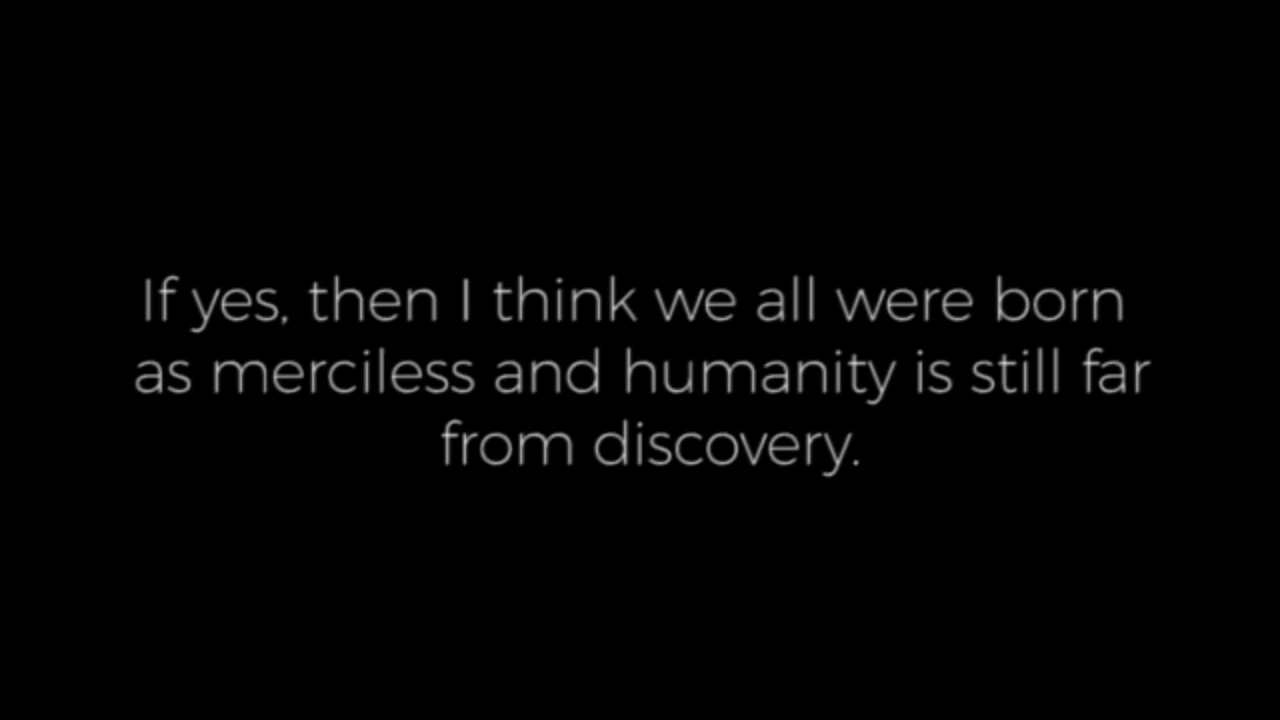 If yes, then I think we all were born
as merciless and humanity is still far
from discovery.